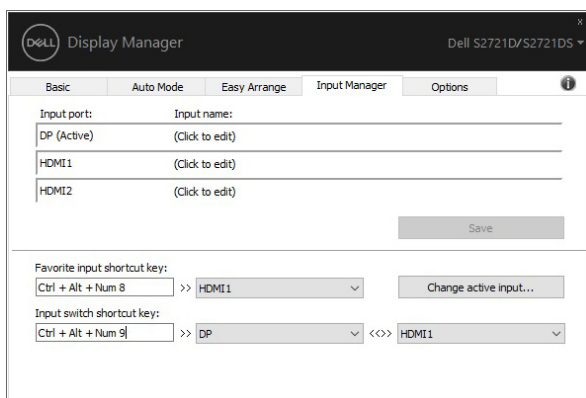 x
DELL Display Manager Dell S2721D/S2721DS
Basic Auto Mode Easy Arrange Input Manager Options i
Input port: Input name:
DP (Active) (Click to edit)
HDMI1 (Click to edit)
HDMI2 (Click to edit)
Save
Favorite input shortcut key:
Ctrl + Alt + Num 8 >> HDMI1 Change active input...
Input switch shortcut key:
Ctrl + Alt + Num 9 >> DP <<>> HDMI1